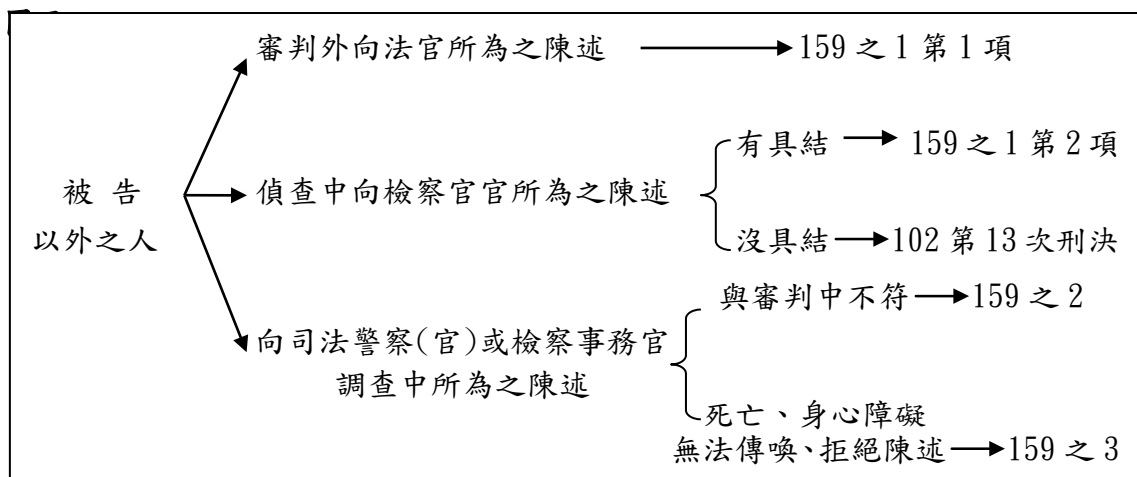 審判外向法官所為之陳述 159之1第1項
有具結 159之1第2項
被告
以外之人
偵查中向檢察官官所為之陳述
沒具結 102第13次刑決
與審判中不符 159之2
向司法警察(官)或檢察事務官
調查中所為之陳述
死亡、身心障礙
無法傳喚、拒絕陳述 159之3